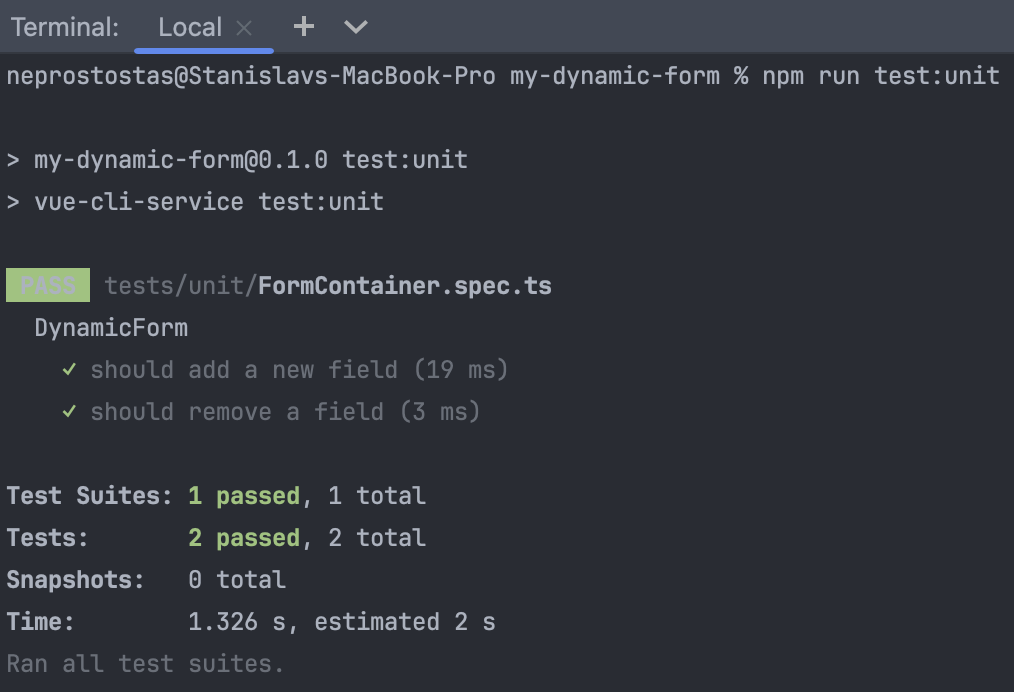 Terminal: Local
neprostostas@Stanislavs-MacBook-Pro my-dynamic-form % npm run test:unit
> my-dynamic-form@0.1.0 test:unit
> vue-cli-service test:unit
PASS tests/unit/FormContainer.spec.ts
DynamicForm
✓ should add a new field (19 ms)
✓ should remove a field (3 ms)
Test Suites: 1 passed, 1 total
Tests: 2 passed, 2 total
Snapshots: 0 total
Time: 1.326 s, estimated 2 s
Ran all test suites.